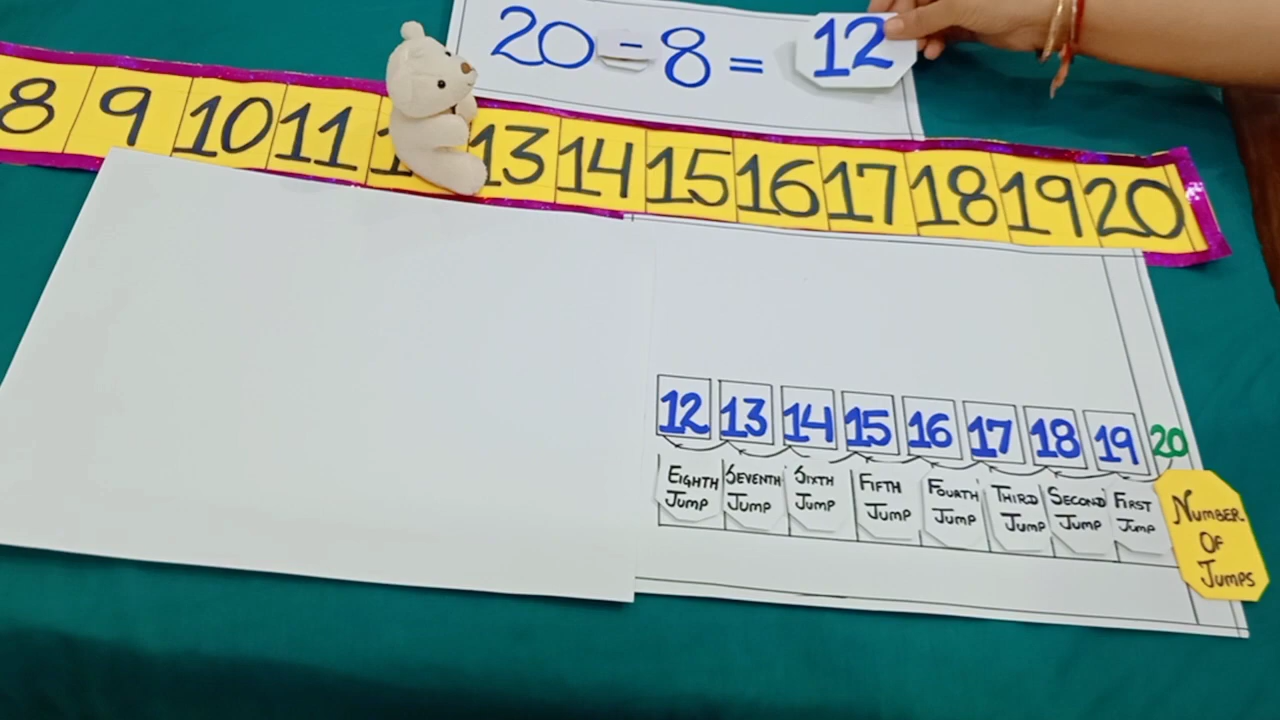 20 - 8 = 12
8 9 10 11 1 13 14 15 16 17 18 19 20
12 13 14 15 16 17 18 19 20
EIGHTH JUMP
SEVENTH JUMP
SIXTH JUMP
FIFTH JUMP
FOURTH JUMP
THIRD JUMP
SECOND JUMP
FIRST JUMP
NUMBER
OF
JUMPS